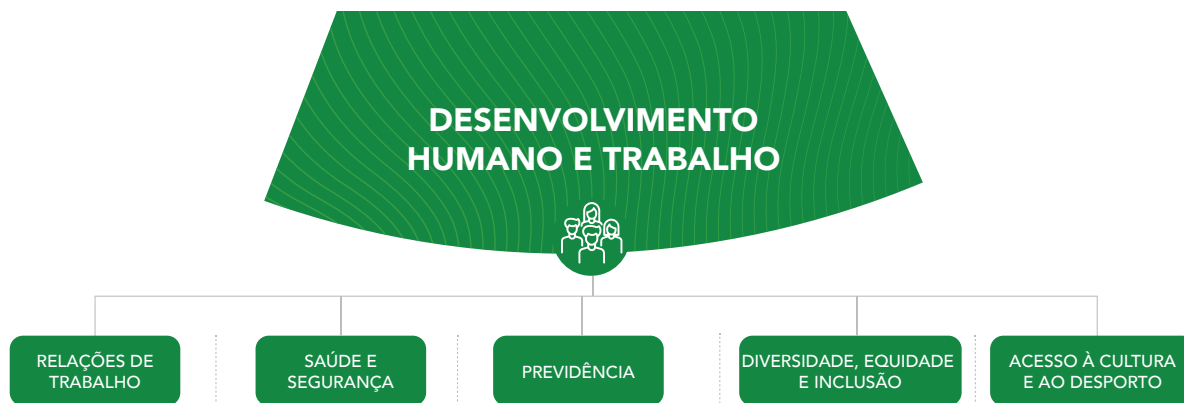 DESENVOLVIMENTO
HUMANO E TRABALHO
RELAÇÕES DE
TRABALHO
SAÚDE E
SEGURANÇA
PREVIDÊNCIA
DIVERSIDADE, EQUIDADE
E INCLUSÃO
ACESSO À CULTURA
E AO DESPORTO